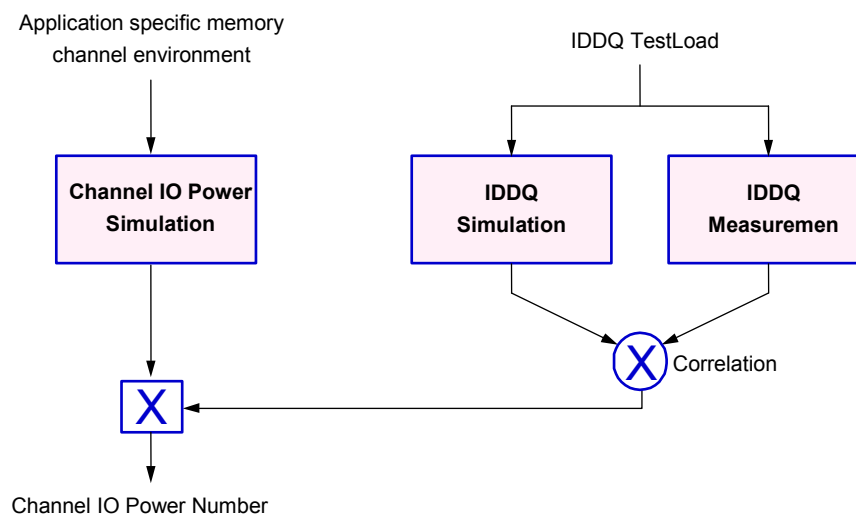 Application specific memory
channel environment
IDDQ TestLoad
Channel IO Power
Simulation
IDDQ
Simulation
IDDQ
Measuremen
X
Correlation
X
Channel IO Power Number